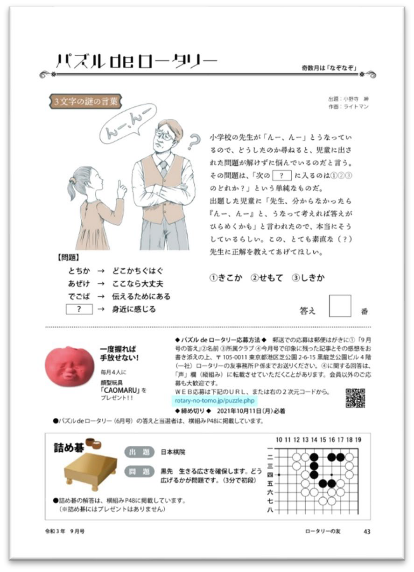 パズル de ロータリー
奇数月は「なぞなぞ」
3文字の謎の言葉
出題:小野寺 紳
作画:ライトマン
んー、んー
?
小学校の先生が「んー、んー」とうなってい
るので、どうしたのか尋ねると、児童に出さ
れた問題が解けずに悩んでいるのだと言う。
その問題は、「次の ? に入るのは①②③
のどれか?」という単純なものだ。
出題した児童に「先生、分からなかったら
『んー、んー』と、うなって考えれば答えが
ひらめくかも」と言われたので、本当にそう
しているらしい。この、とても素直な(?)
先生に正解を教えてあげてほしい。
【問題】
とちか → どこかちぐはぐ
あぜけ → ここなら大丈夫
でごば → 伝えるためにある
? → 身近に感じる
①きこか ②せもて ③しきか
答え 番
一度握れば
手放せない!
毎月4人に
顔型玩具
「CAOMARU」を
プレゼント!!
◆ パズル de ロータリー応募方法 ◆ 郵送での応募は郵便はがきに①「9月
号の答え」②名前 ③所属クラブ ④今月号で印象に残った記事とその感想をお
書き添えの上、〒105-0011 東京都港区芝公園 2-6-15 黒龍芝公園ビル 4 階
(一社)ロータリーの友事務所P係までお送りください。④に関する回答は、
「声」欄(縦組み)に転載させていただくことがあります。会員以外のご応
募も大歓迎です。
WEB応募は下記のURL、または右の2次元コードから。
rotary-no-tomo.jp/puzzle.php
◆ 締め切り ◆ 2021年10月11日(月)必着
●パズル de ロータリー(6月号)の答えと当選者は、横組みP48に掲載しています。
詰め碁
出 題 日本棋院
問 題 黒先 生きる広さを確保します。どう
広げるかが問題です。(3分で初段)
●詰め碁の解答は、横組みP48に掲載しています。
(※詰め碁にはプレゼントはありません)
10 11 12 13 14 15 16 17 18 19
一
二
三
四
五
六
七
八
令和3年 9月号
ロータリーの友 43